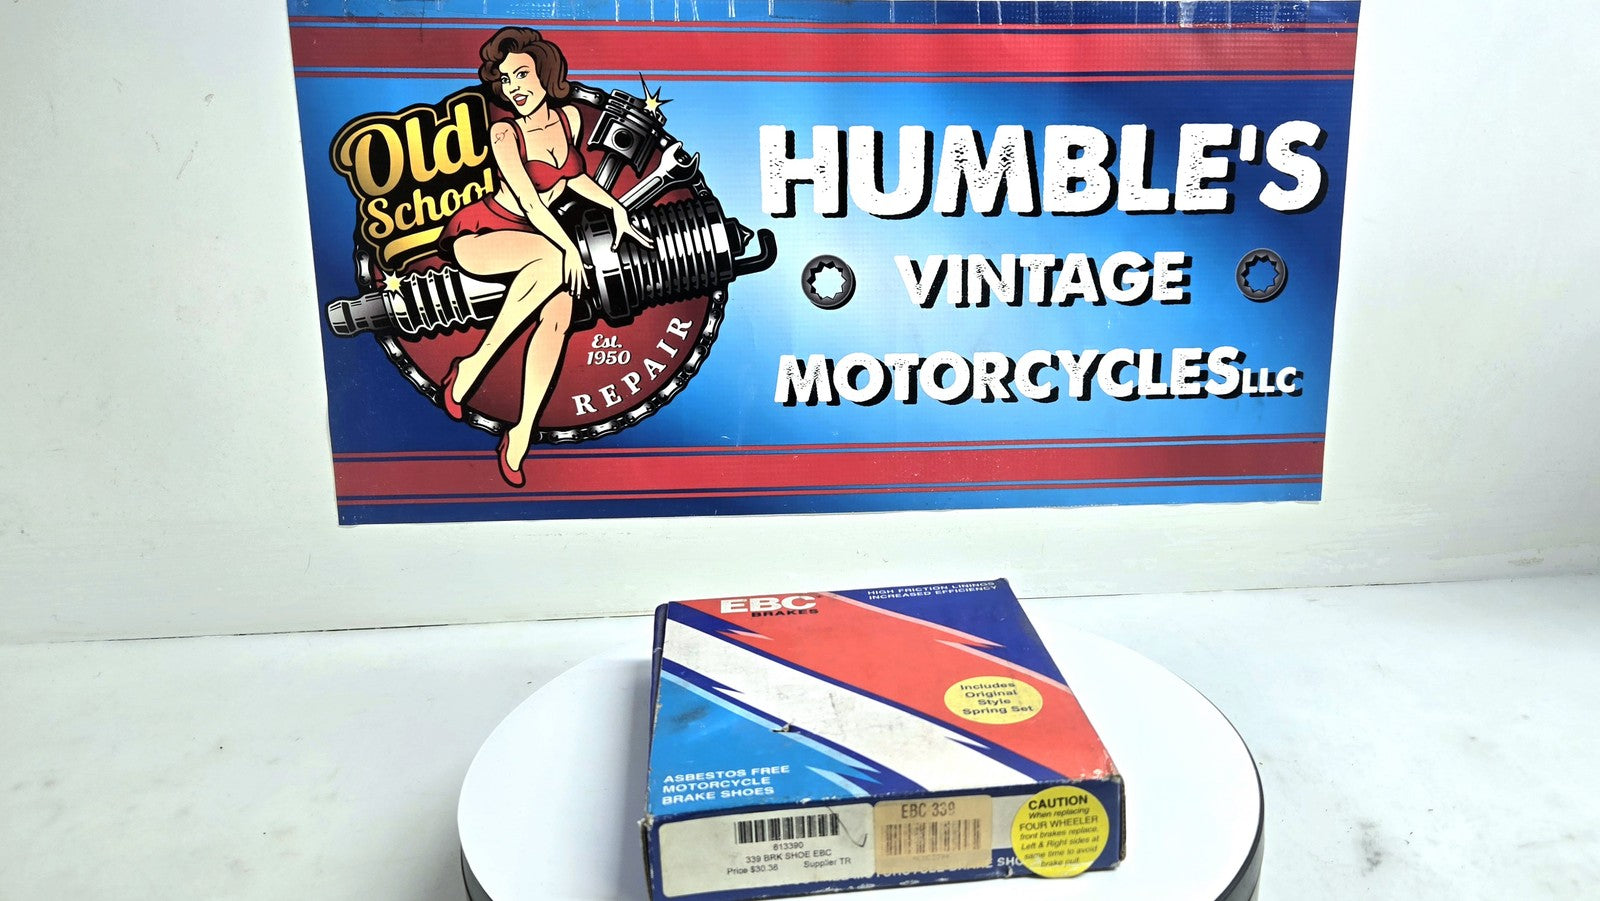 Old
School
Est.
1950
REPAIR
HUMBLE'S
VINTAGE
MOTORCYCLES LLC
EBC
BRAKES
HIGH FRICTION LININGS
INCREASED EFFICIENCY
Includes
Original
Style
Spring Set
ASBESTOS FREE
MOTORCYCLE
BRAKE SHOES
613390
339 BRK SHOE EBC
Price $30.36 Supplier TR
EBC 339
CAUTION
When replacing
FOUR WHEELER
front brakes replace
Left & Right sides at
same time to avoid
brake pull.